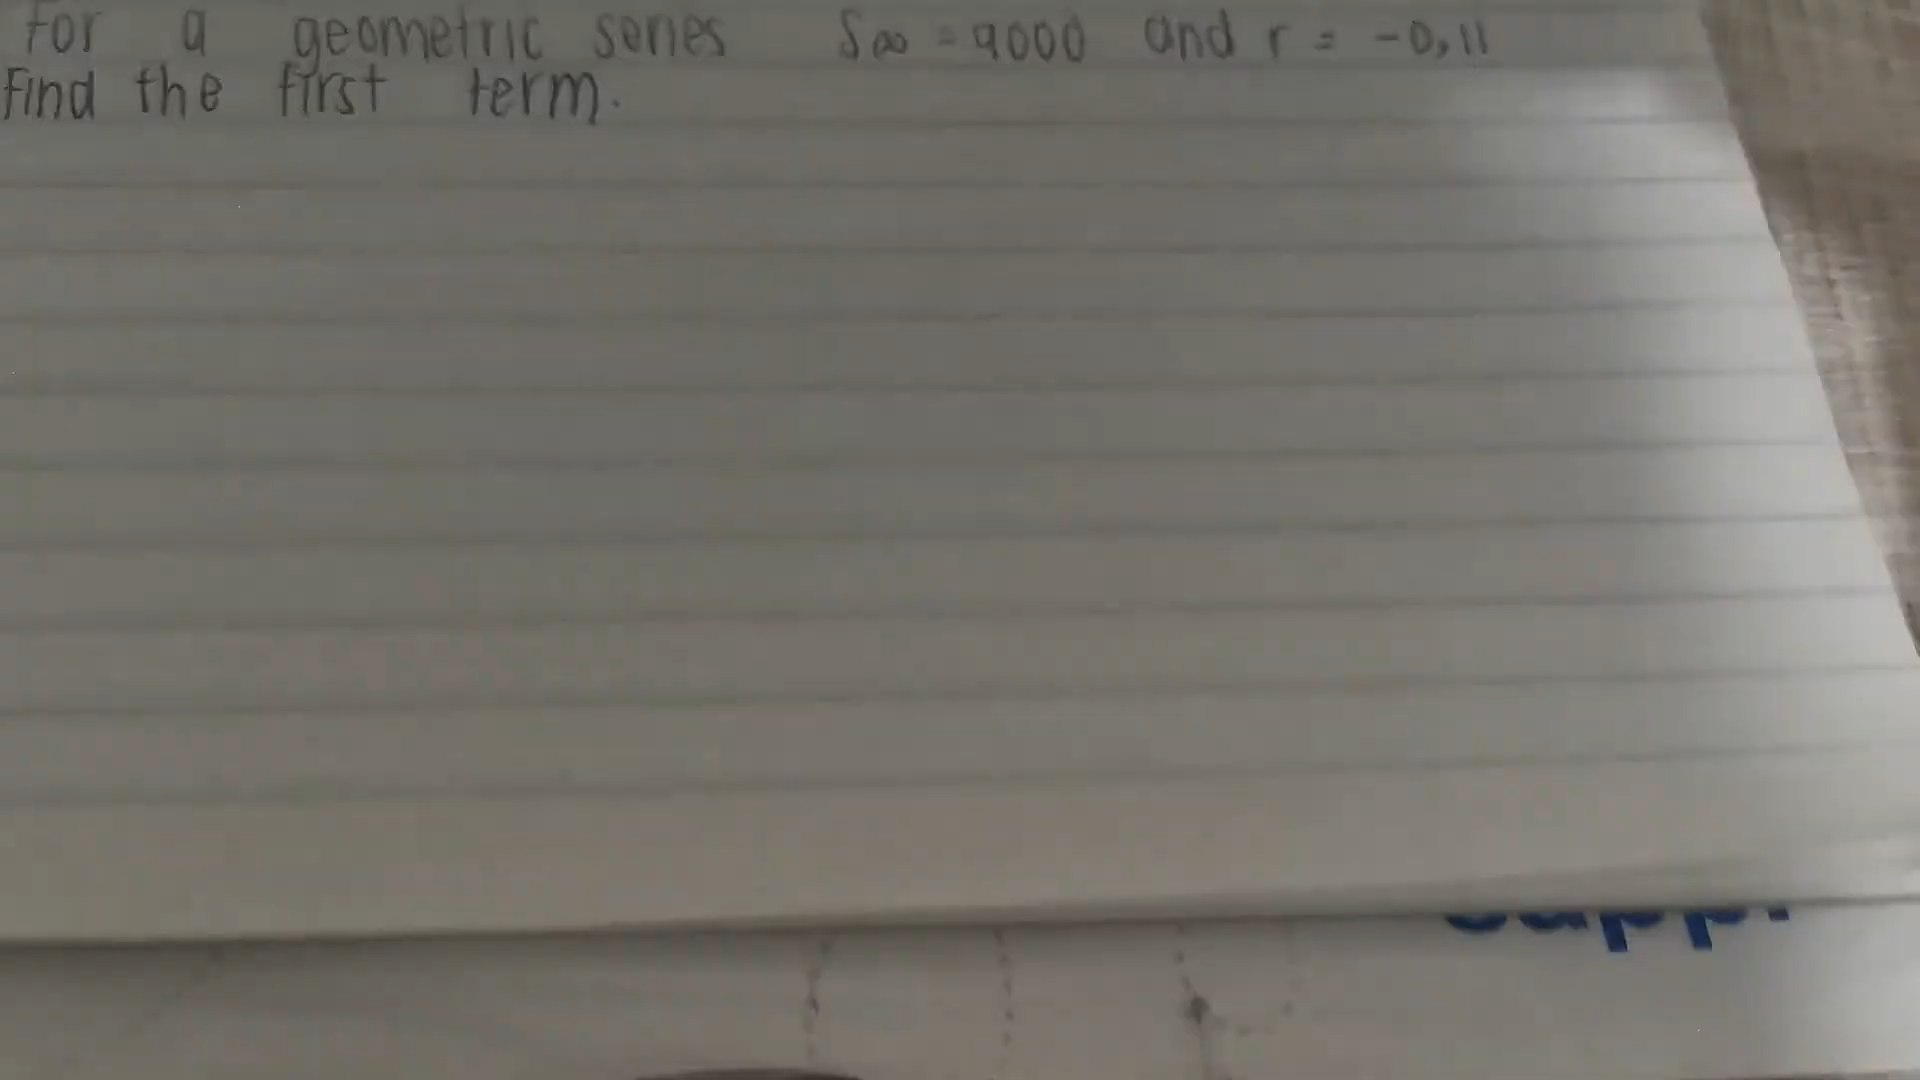 For a geometric series S∞ = 9000 and r = -0,11
Find the first term.